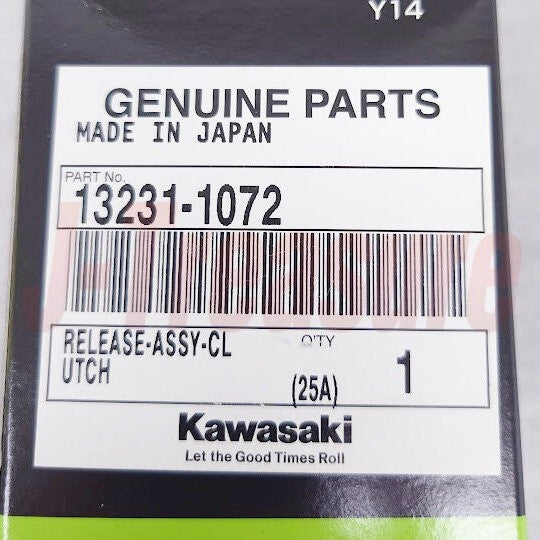 Y14
GENUINE PARTS
MADE IN JAPAN
PART No.
13231-1072
J-Treasure
RELEASE-ASSY-CL
UTCH
Q'TY
(25A)
1
Kawasaki
Let the Good Times Roll